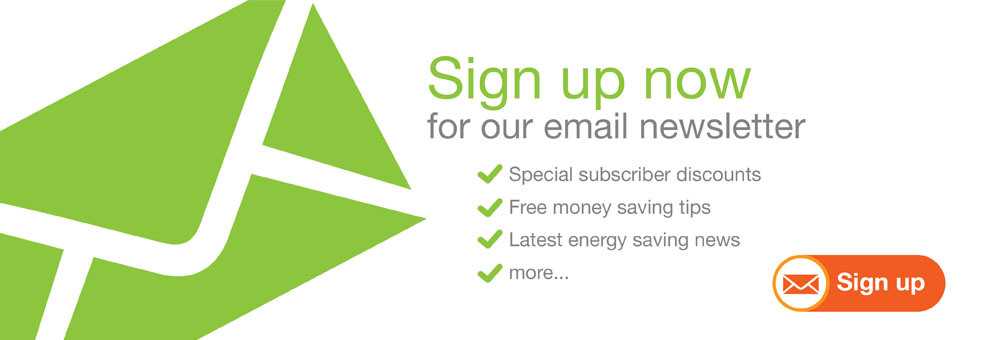 Sign up now
for our email newsletter
Special subscriber discounts
Free money saving tips
Latest energy saving news
more...
Sign up